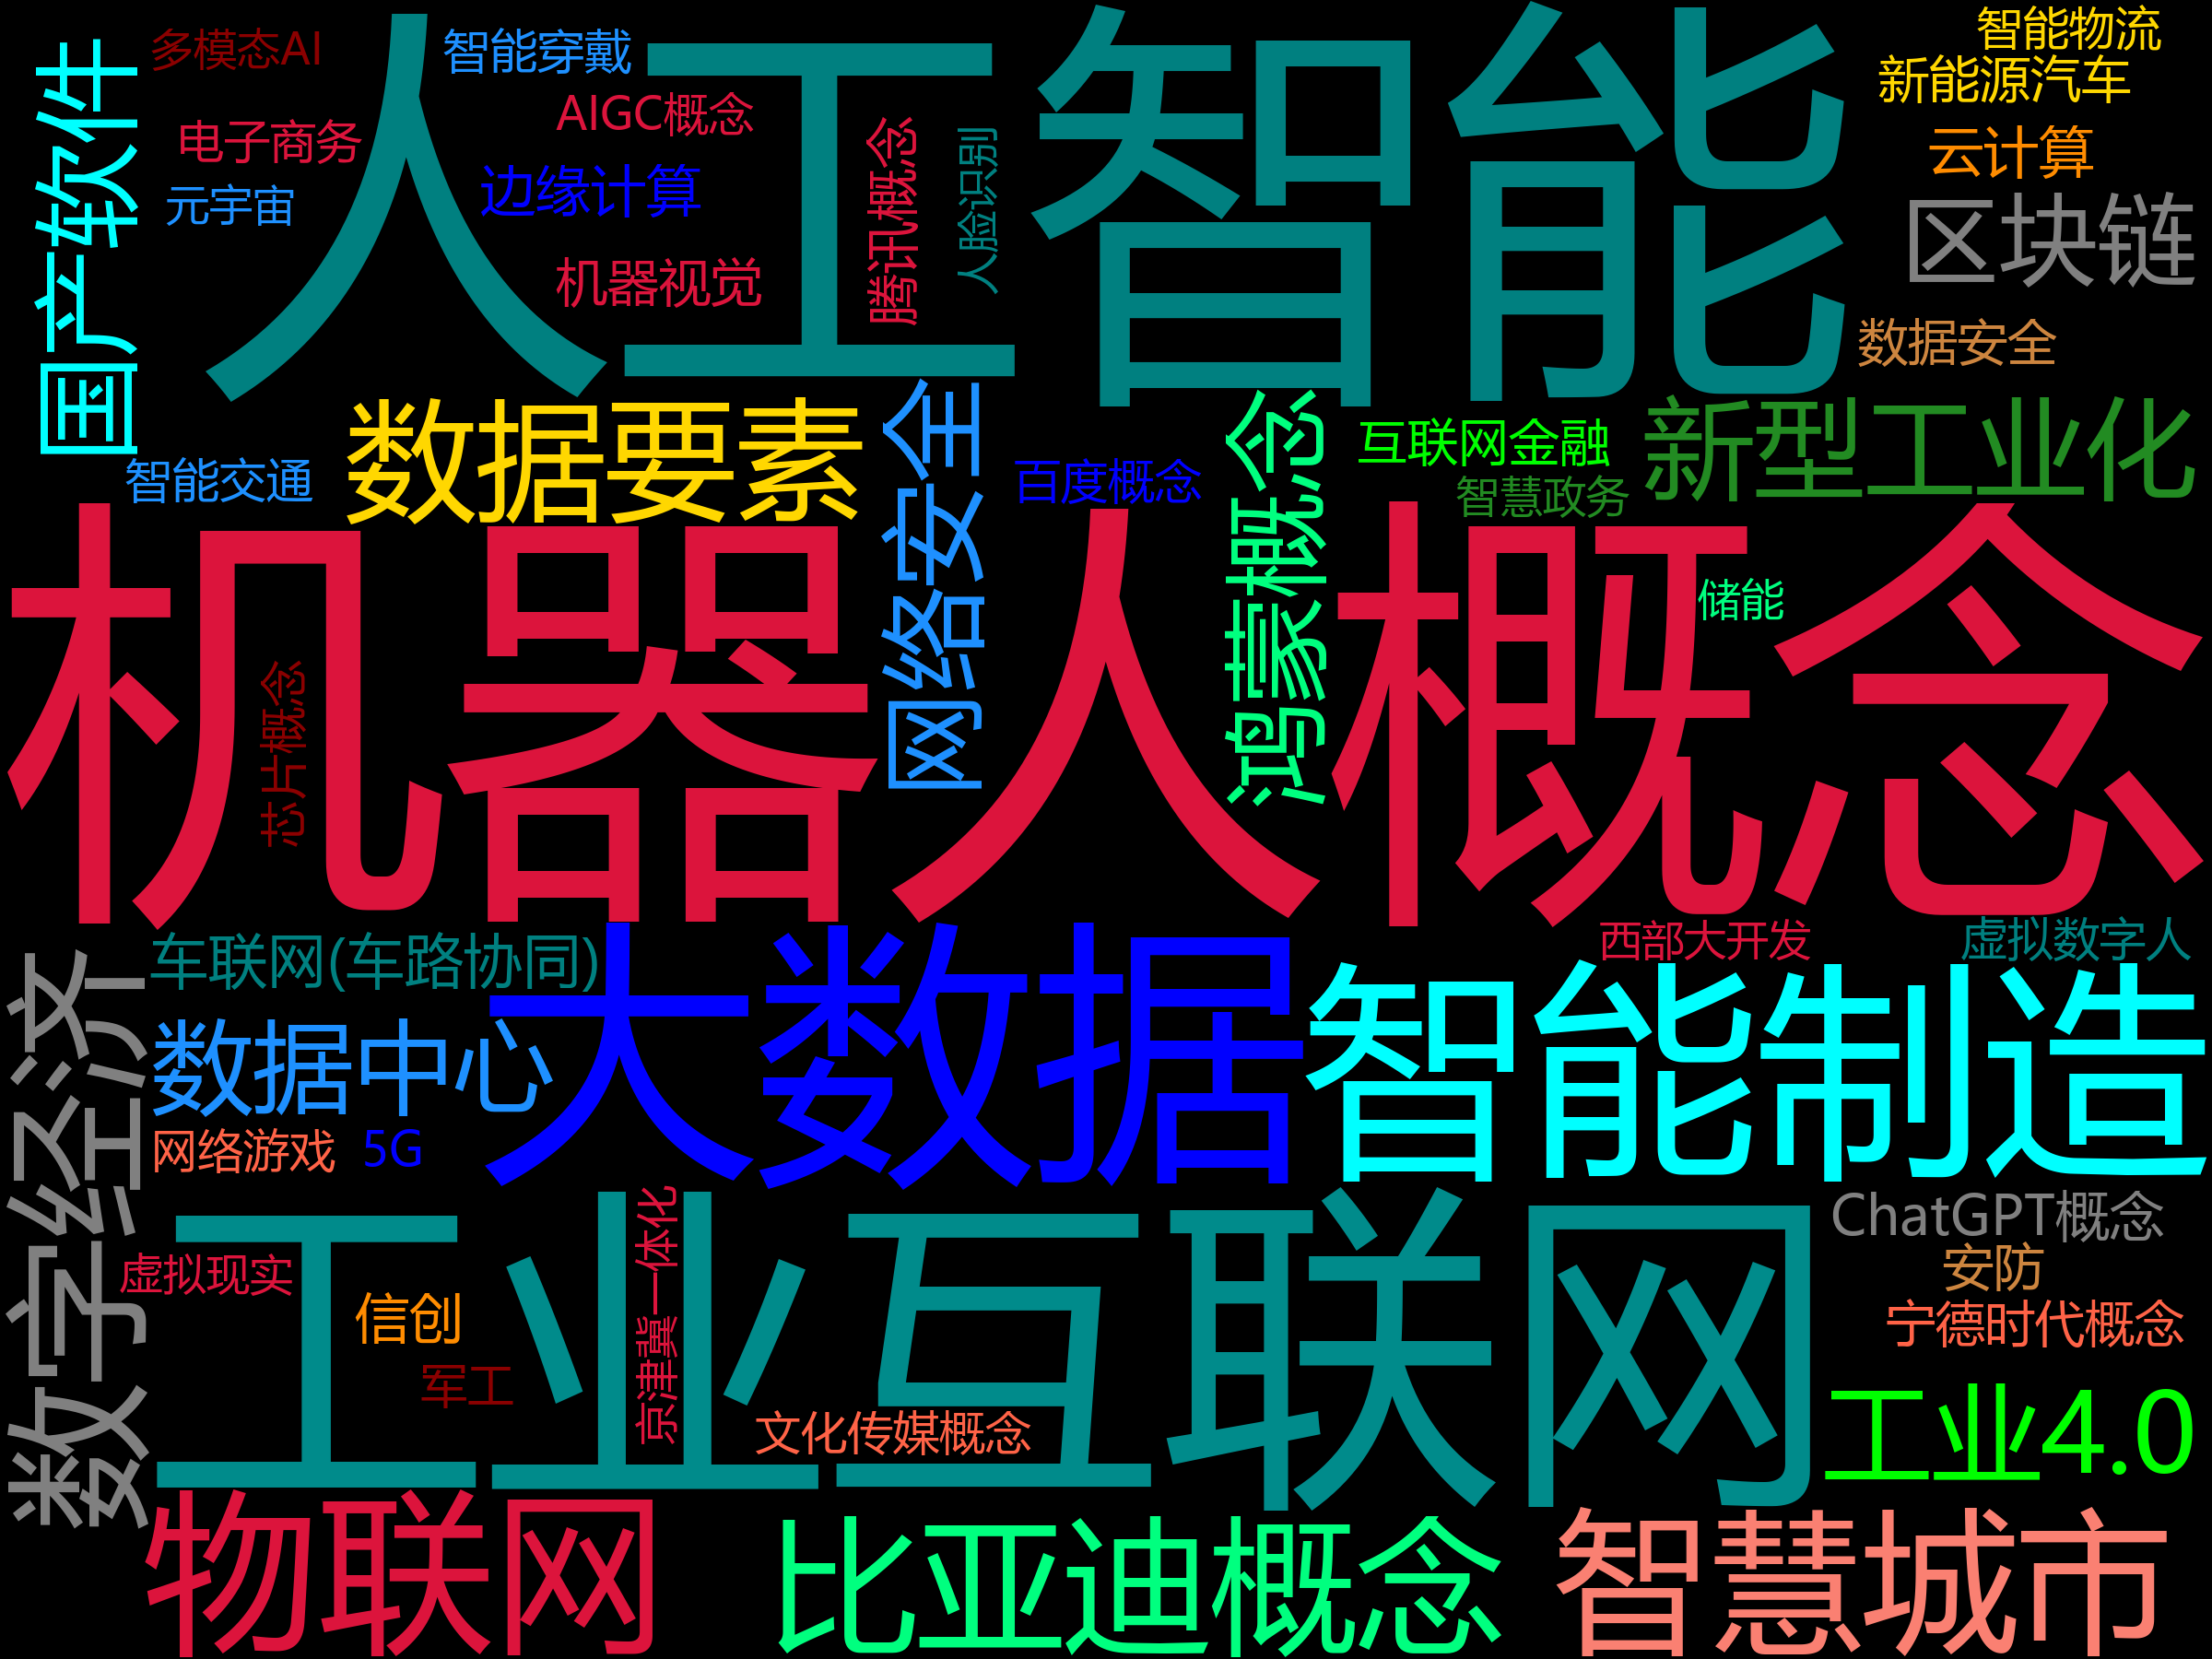 人工智能
智能物流
多模态AI
智能穿戴
新能源汽车
国产软件
AIGC概念
电子商务
腾讯概念
人脸识别
云计算
元宇宙
边缘计算
区块链
机器视觉
数据安全
数据要素
网络安全
鸿蒙概念
互联网金融
新型工业化
智能交通
百度概念
智慧政务
机器人概念
储能
芯片概念
西部大开发
虚拟数字人
车联网(车路协同)
大数据
智能制造
数字经济
数据中心
网络游戏
5G
工业互联网
京津冀一体化
ChatGPT概念
虚拟现实
安防
信创
宁德时代概念
军工
文化传媒概念
工业4.0
物联网
比亚迪概念
智慧城市